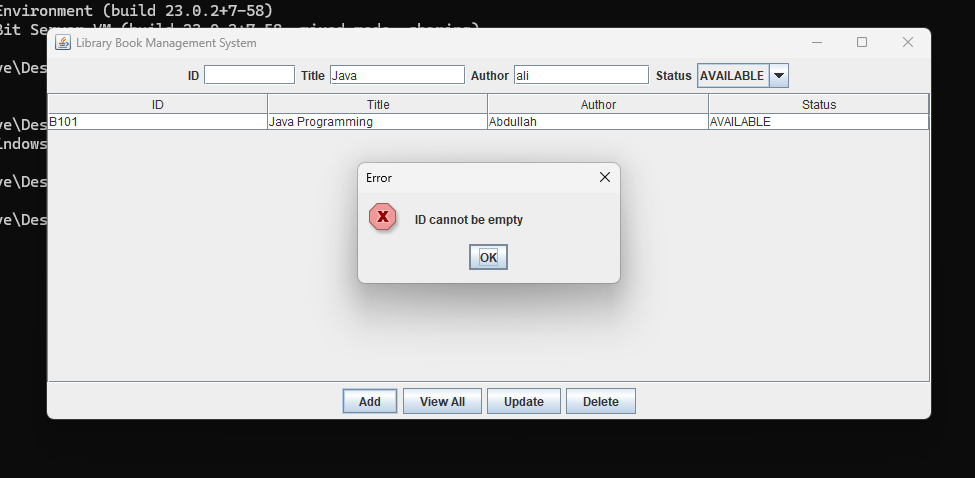 Environment (build 23.0.2+7-58)
Library Book Management System
ve\Des
ID Title Java Author ali Status AVAILABLE
ID Title Author Status
B101 Java Programming Abdullah AVAILABLE
ve\Des
indows
Error
ve\Des
ID cannot be empty
ve\Des
OK
Add View All Update Delete